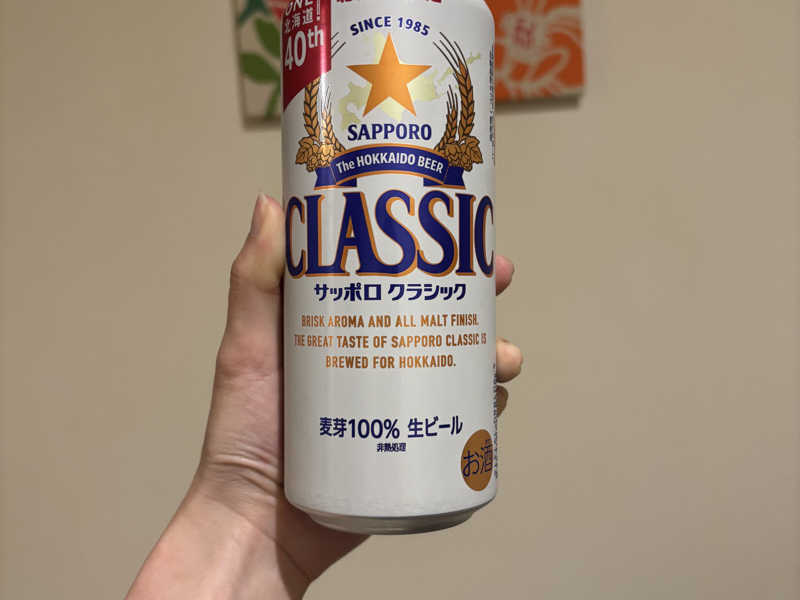 ONE
北海道!
40th
SINCE 1985
SAPPORO
The HOKKAIDO BEER
CLASSIC
サッポロ クラシック
BRISK AROMA AND ALL MALT FINISH.
THE GREAT TASTE OF SAPPORO CLASSIC IS
BREWED FOR HOKKAIDO.
麦芽100% 生ビール
非熱処理
お酒